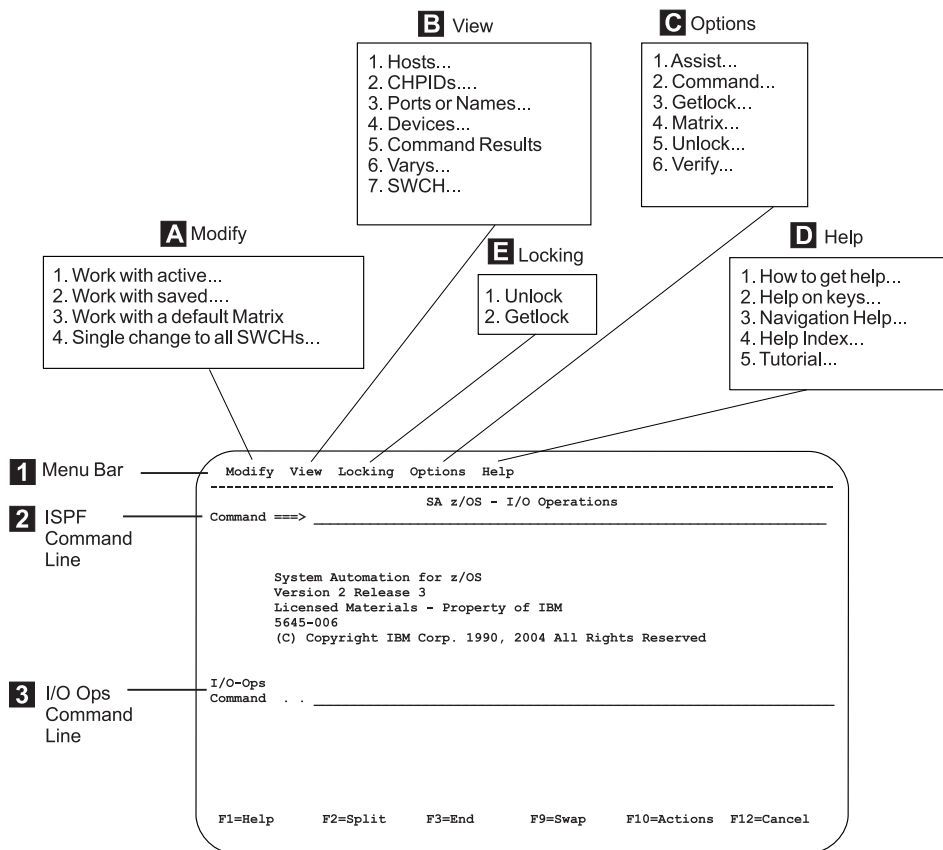 B View
1. Hosts...
2. CHPIDs....
3. Ports or Names...
4. Devices...
5. Command Results
6. Varys...
7. SWCH...
C Options
1. Assist...
2. Command...
3. Getlock...
4. Matrix...
5. Unlock...
6. Verify...
A Modify
1. Work with active...
2. Work with saved....
3. Work with a default Matrix
4. Single change to all SWCHs...
E Locking
1. Unlock
2. Getlock
D Help
1. How to get help...
2. Help on keys...
3. Navigation Help...
4. Help Index...
5. Tutorial...
1 Menu Bar
Modify View Locking Options Help
SA z/OS - I/O Operations
2 ISPF
Command
Line
Command ===>
System Automation for z/OS
Version 2 Release 3
Licensed Materials - Property of IBM
5645-006
(C) Copyright IBM Corp. 1990, 2004 All Rights Reserved
3 I/O Ops
Command
Line
I/O-Ops
Command . .
F1=Help F2=Split F3=End F9=Swap F10=Actions F12=Cancel